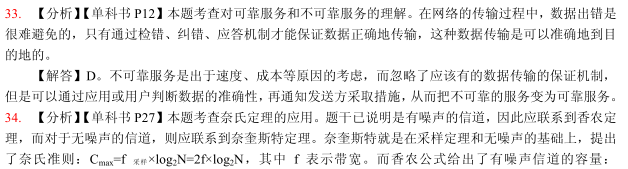 33. 【分析】【单科书 P12】本题考查对可靠服务和不可靠服务的理解。在网络的传输过程中，数据出错是
很难避免的，只有通过检错、纠错、应答机制才能保证数据正确地传输，这种数据传输是可以准确地到目
的地的。
【解答】D。不可靠服务是出于速度、成本等原因的考虑，而忽略了应该有的数据传输的保证机制，
但是可以通过应用或用户判断数据的准确性，再通知发送方采取措施，从而把不可靠的服务变为可靠服务。
34. 【分析】【单科书 P27】本题考查奈氏定理的应用。题干已说明是有噪声的信道，因此应联系到香农定
理，而对于无噪声的信道，则应联系到奈奎斯特定理。奈奎斯特就是在采样定理和无噪声的基础上，提出
了奈氏准则：Cmax=f 采样×log2N=2f×log2N，其中 f 表示带宽。而香农公式给出了有噪声信道的容量：